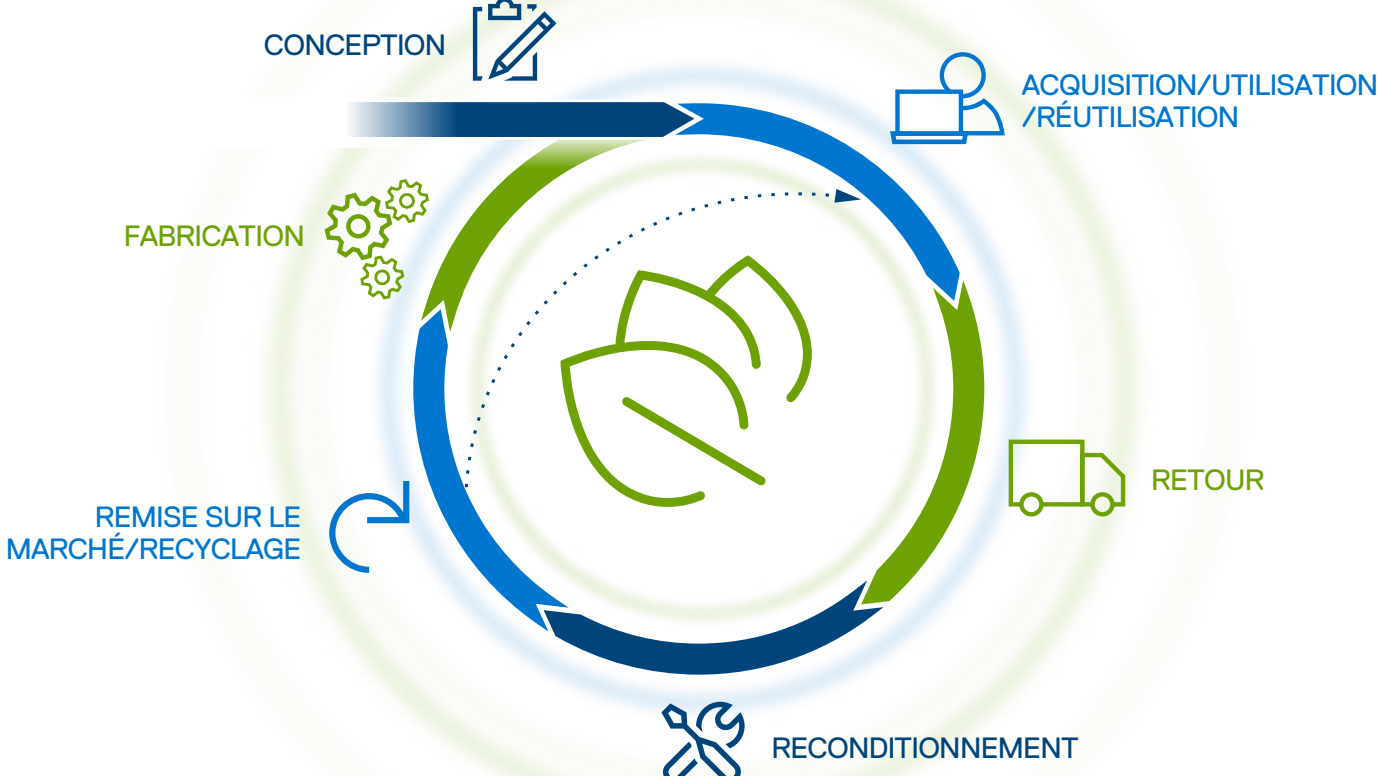 CONCEPTION
ACQUISITION/UTILISATION
/RÉUTILISATION
FABRICATION
RETOUR
REMISE SUR LE
MARCHÉ/RECYCLAGE
RECONDITIONNEMENT